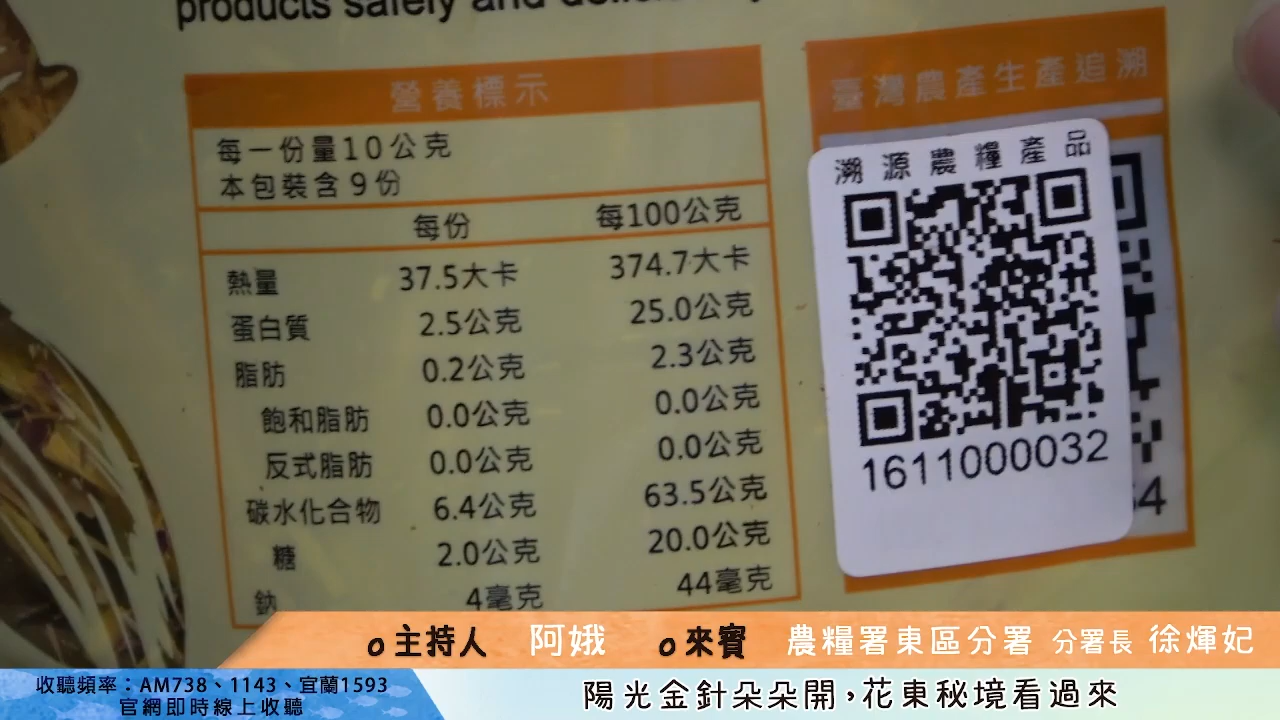 products safely and
營養標示
每一份量10公克
本包裝含9份
每份 每100公克
熱量 37.5大卡 374.7大卡
蛋白質 2.5公克 25.0公克
脂肪 0.2公克 2.3公克
飽和脂肪 0.0公克 0.0公克
反式脂肪 0.0公克 0.0公克
碳水化合物 6.4公克 63.5公克
糖 2.0公克 20.0公克
鈉 4毫克 44毫克
臺灣農產生產追溯
溯源農糧產品
1611000032
4
主持人 阿娥 來賓 農糧署東區分署 分署長 徐煇妃
收聽頻率：AM738、1143、宜蘭1593
官網即時線上收聽
陽光金針朵朵開,花東秘境看過來